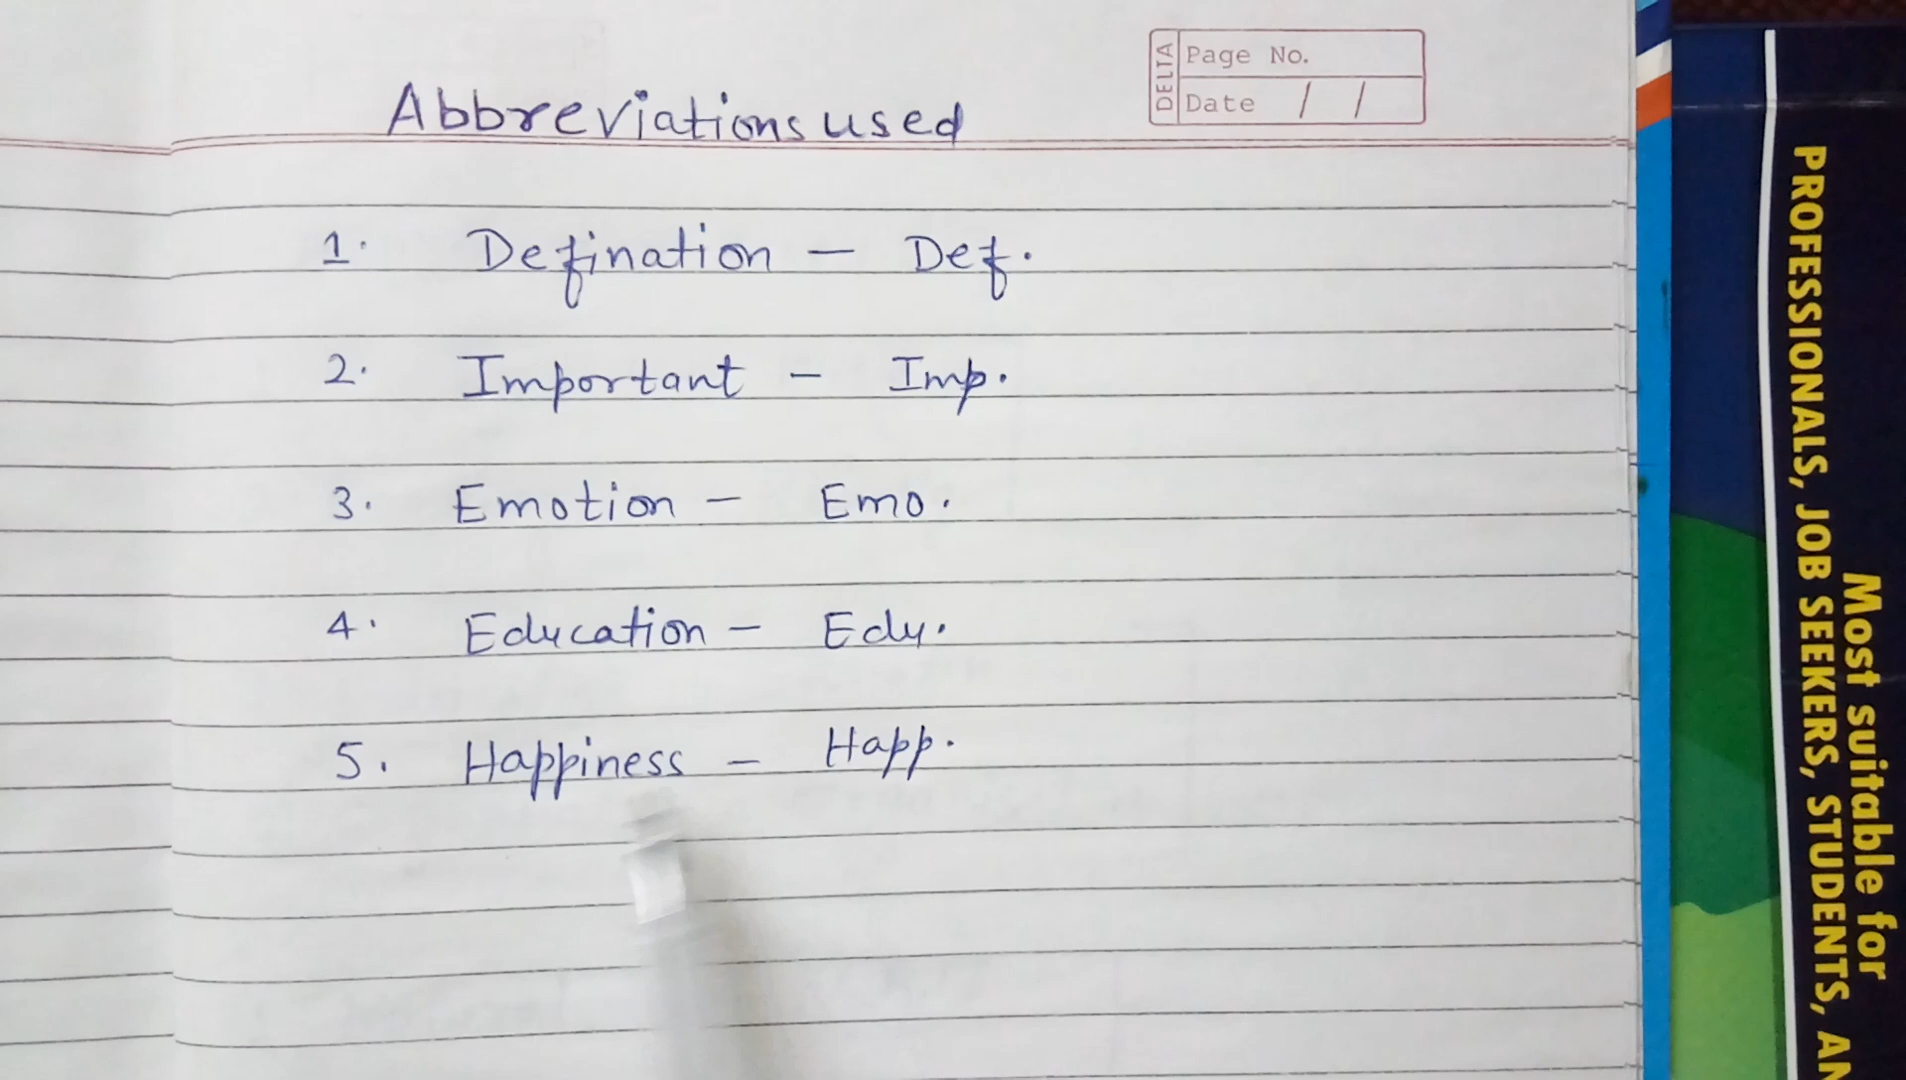 DELTA
Page No.
Date / /
Abbreviations used
1. Defination – Def.
2. Important – Imp.
3. Emotion – Emo.
4. Education – Edu.
5. Happiness – Happ.
Most suitable for
PROFESSIONALS, JOB SEEKERS, STUDENTS, AN